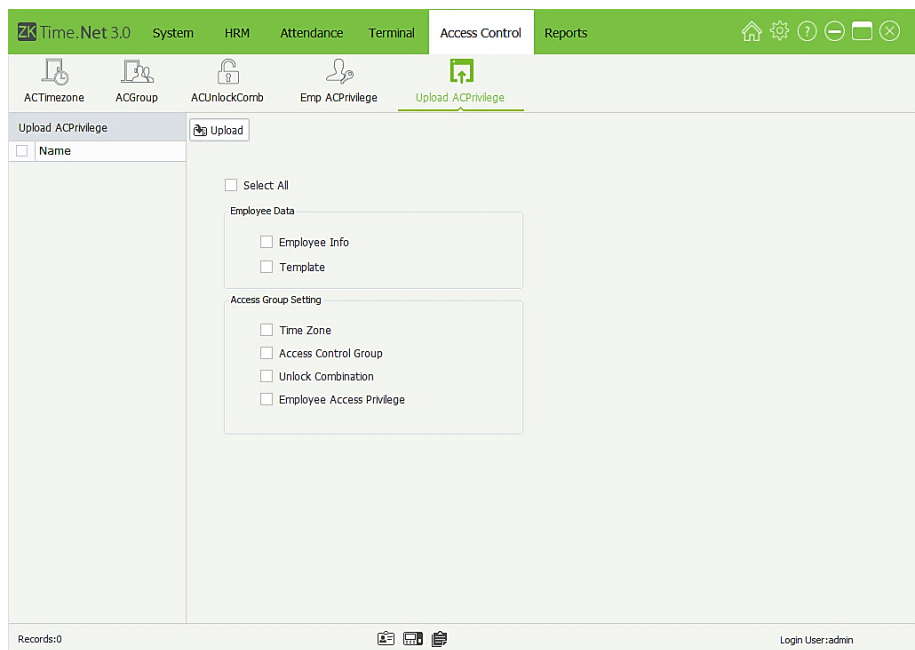 ZK Time.Net 3.0 System HRM Attendance Terminal Access Control Reports
ACTimezone ACGroup ACUnlockComb Emp ACPrivilege Upload ACPrivilege
Upload ACPrivilege
Name
Upload
Select All
Employee Data
Employee Info
Template
Access Group Setting
Time Zone
Access Control Group
Unlock Combination
Employee Access Privilege
Records:0 Login User:admin